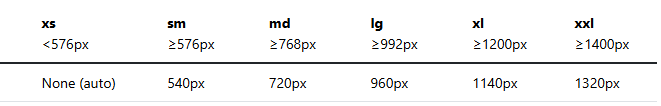 xs sm md lg xl xxl
<576px ≥576px ≥768px ≥992px ≥1200px ≥1400px
None (auto) 540px 720px 960px 1140px 1320px